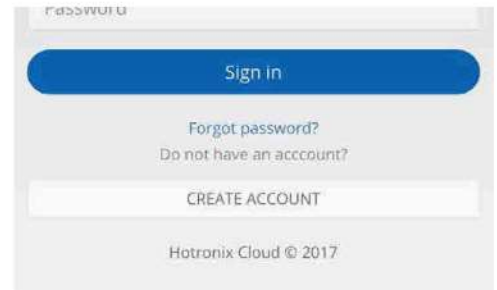 Password
Sign in
Forgot password?
Do not have an acccount?
CREATE ACCOUNT
Hotronix Cloud © 2017